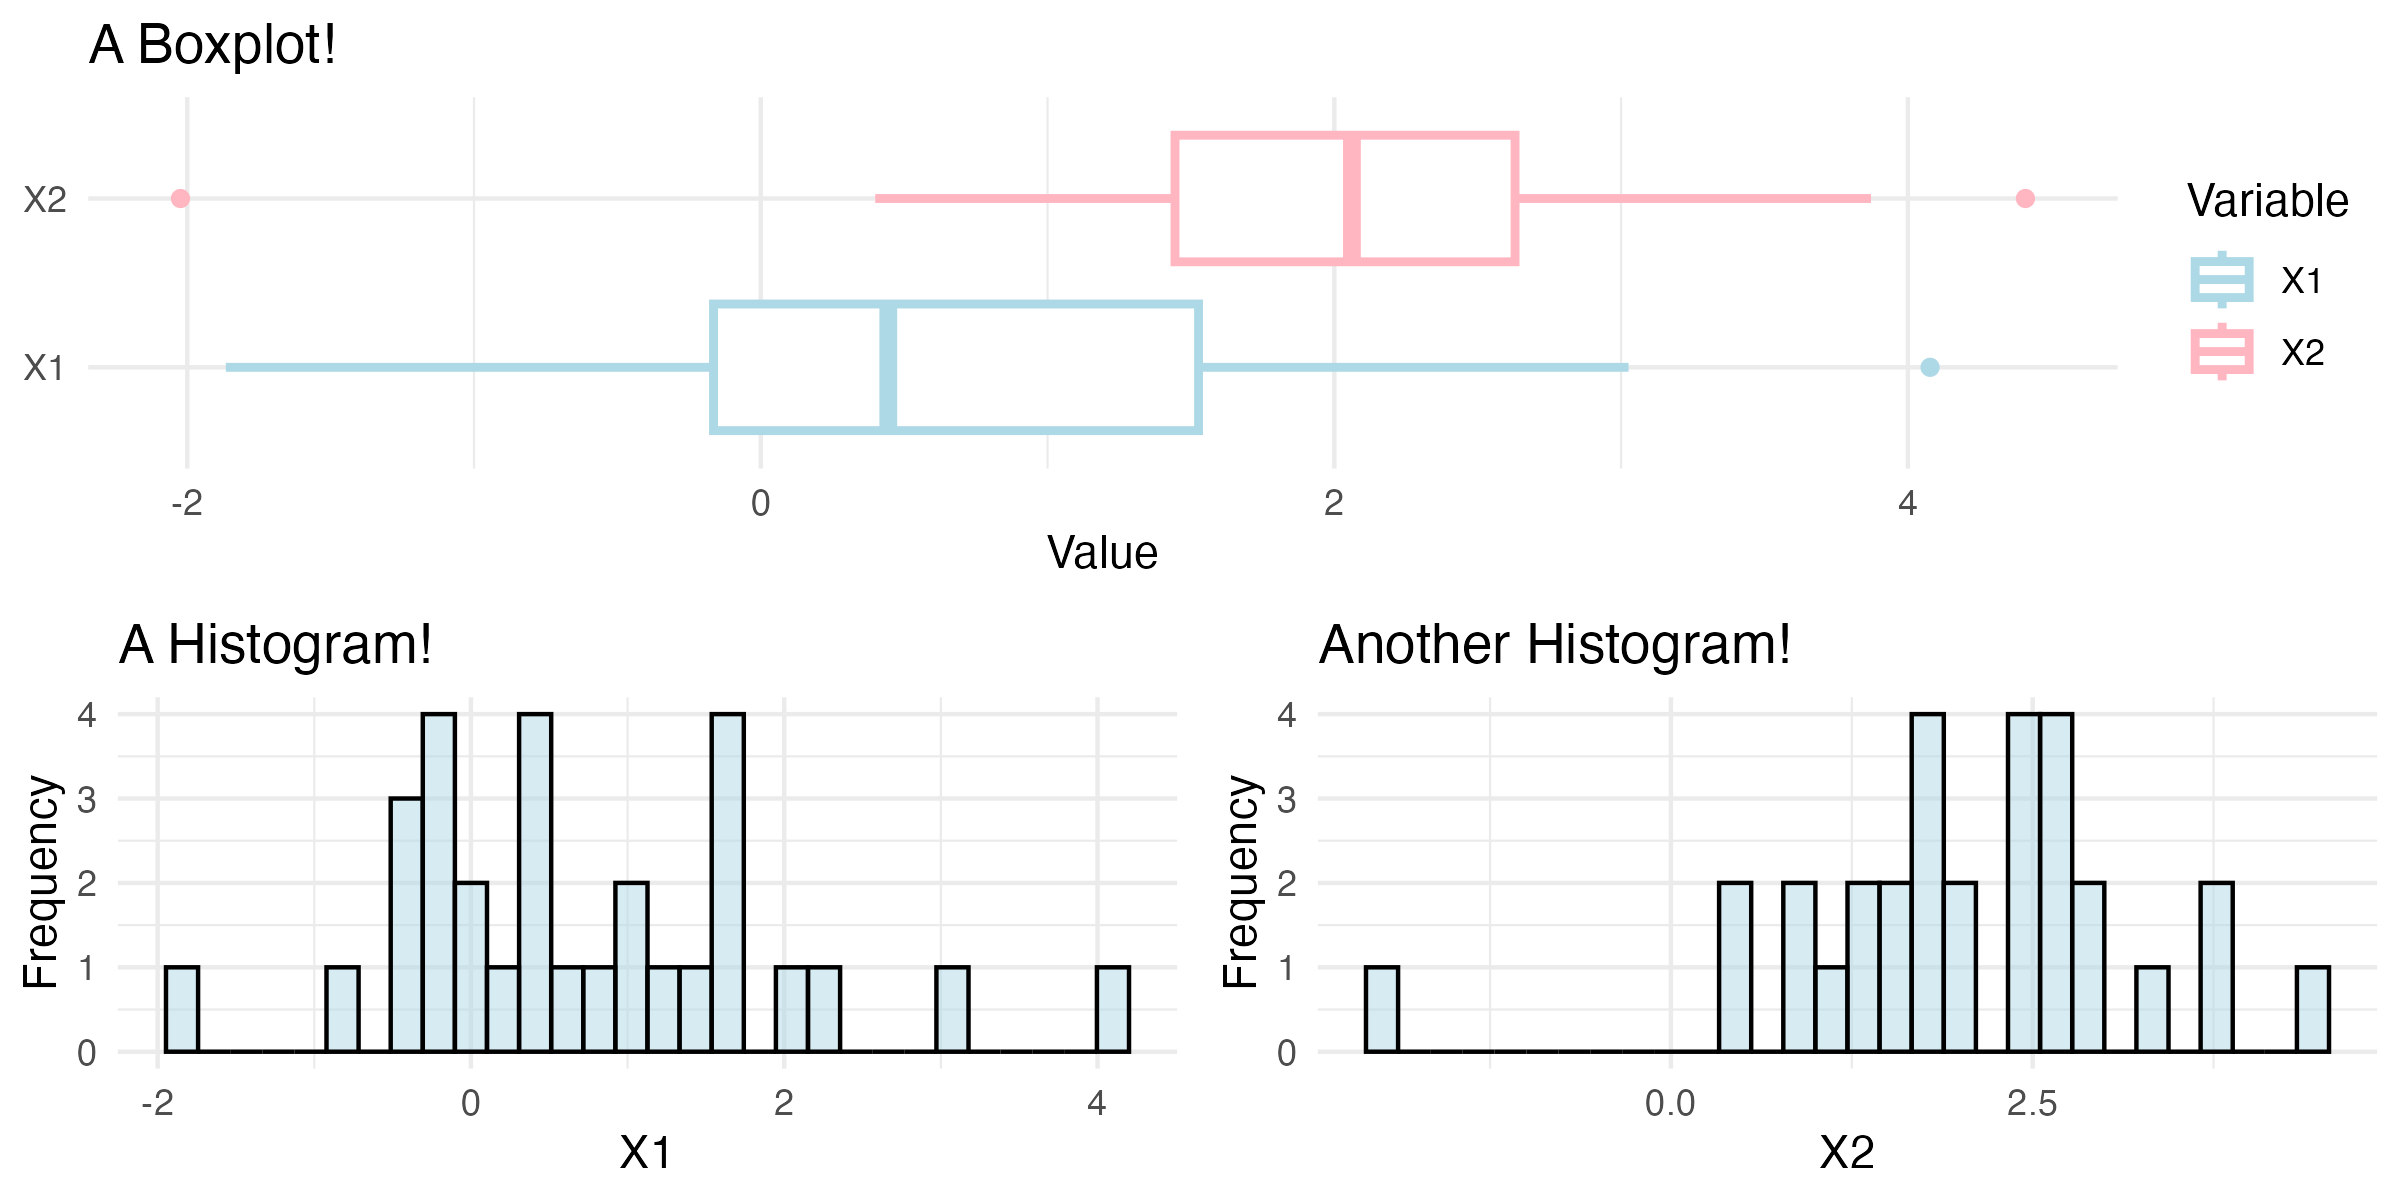 A Boxplot!
X2
X1
-2 0 2 4
Value
Variable
X1
X2
A Histogram!
Frequency
4
3
2
1
0
-2 0 2 4
X1
Another Histogram!
Frequency
4
3
2
1
0
0.0 2.5
X2